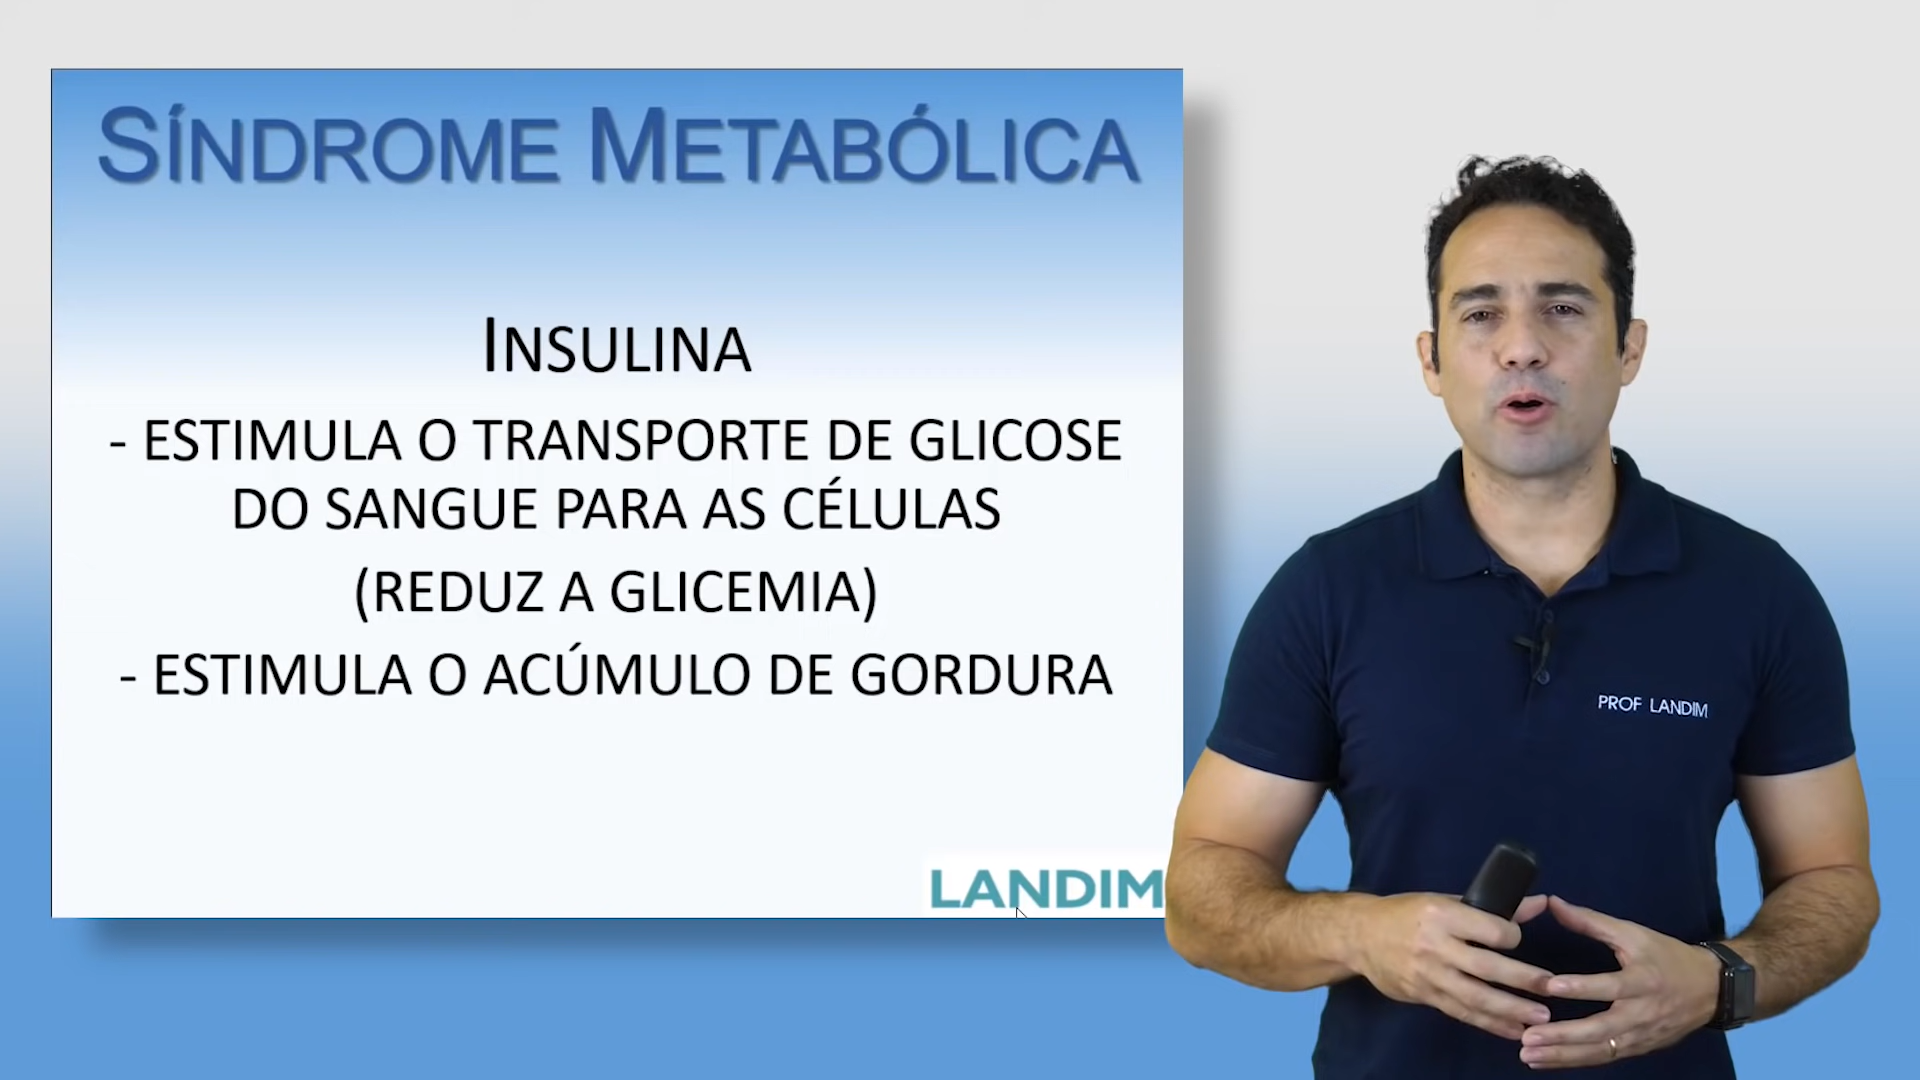 SÍNDROME METABÓLICA
INSULINA
- ESTIMULA O TRANSPORTE DE GLICOSE
DO SANGUE PARA AS CÉLULAS
(REDUZ A GLICEMIA)
- ESTIMULA O ACÚMULO DE GORDURA
LANDIM
PROF LANDIM